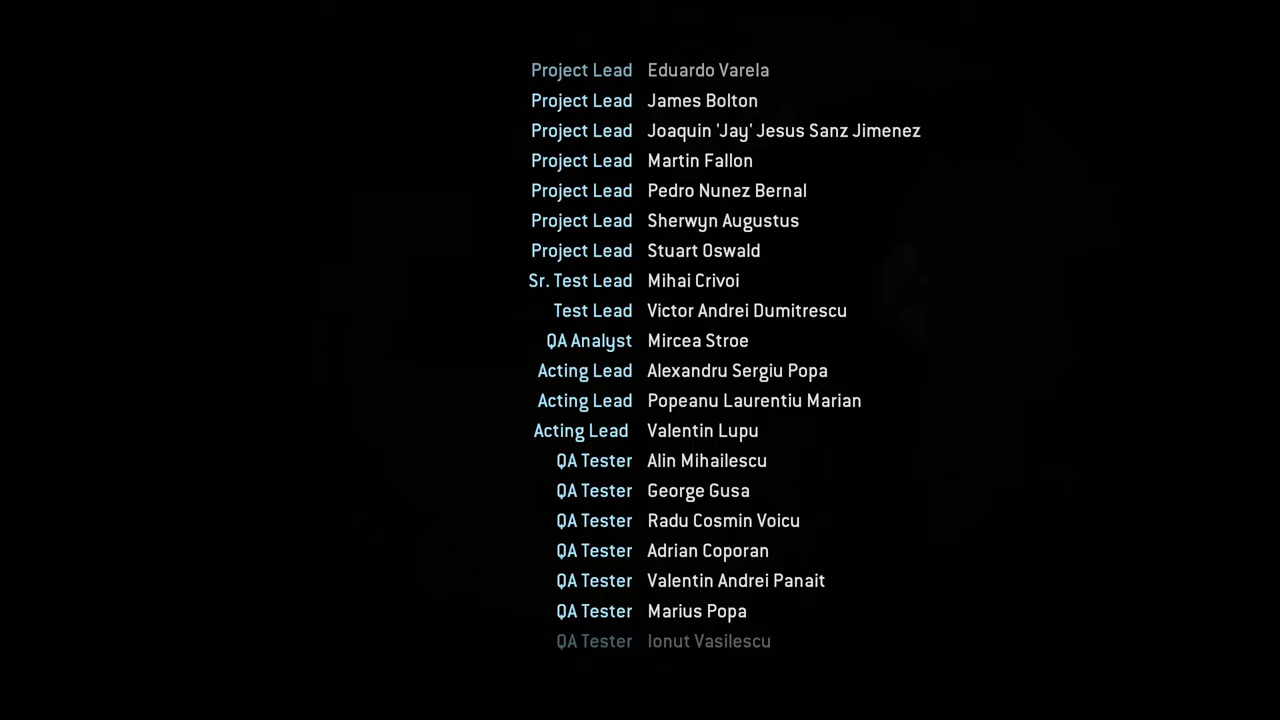 Project Lead Eduardo Varela
Project Lead James Bolton
Project Lead Joaquin 'Jay' Jesus Sanz Jimenez
Project Lead Martin Fallon
Project Lead Pedro Nunez Bernal
Project Lead Sherwyn Augustus
Project Lead Stuart Oswald
Sr. Test Lead Mihai Crivoi
Test Lead Victor Andrei Dumitrescu
QA Analyst Mircea Stroe
Acting Lead Alexandru Sergiu Popa
Acting Lead Popeanu Laurentiu Marian
Acting Lead Valentin Lupu
QA Tester Alin Mihailescu
QA Tester George Gusa
QA Tester Radu Cosmin Voicu
QA Tester Adrian Coporan
QA Tester Valentin Andrei Panait
QA Tester Marius Popa
QA Tester Ionut Vasilescu